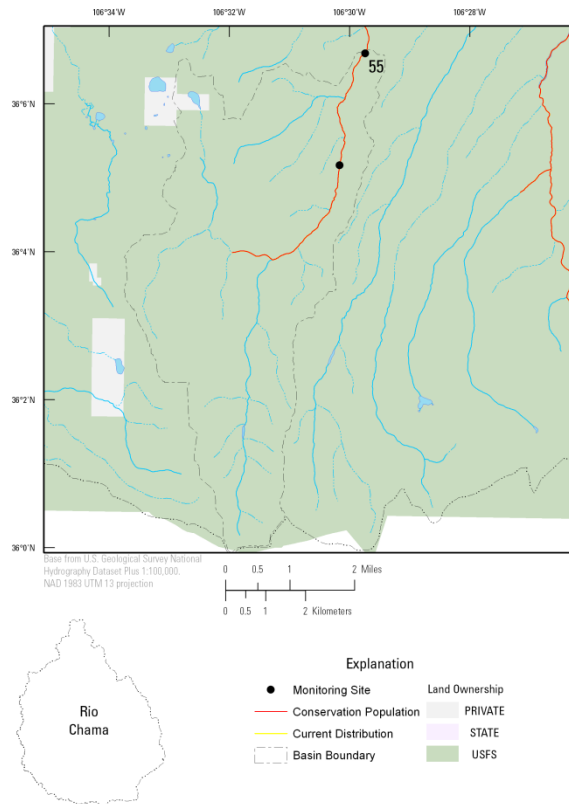 106°34'W 106°32'W 106°30'W 106°28'W
55
36°6'N
36°4'N
36°2'N
36°0'N
Base from U.S. Geological Survey National
Hydrography Dataset Plus 1:100,000.
NAD 1983 UTM 13 projection
0 0.5 1 2 Miles
0 0.5 1 2 Kilometers
Rio
Chama
Explanation
Monitoring Site
Conservation Population
Current Distribution
Basin Boundary
Land Ownership
PRIVATE
STATE
USFS